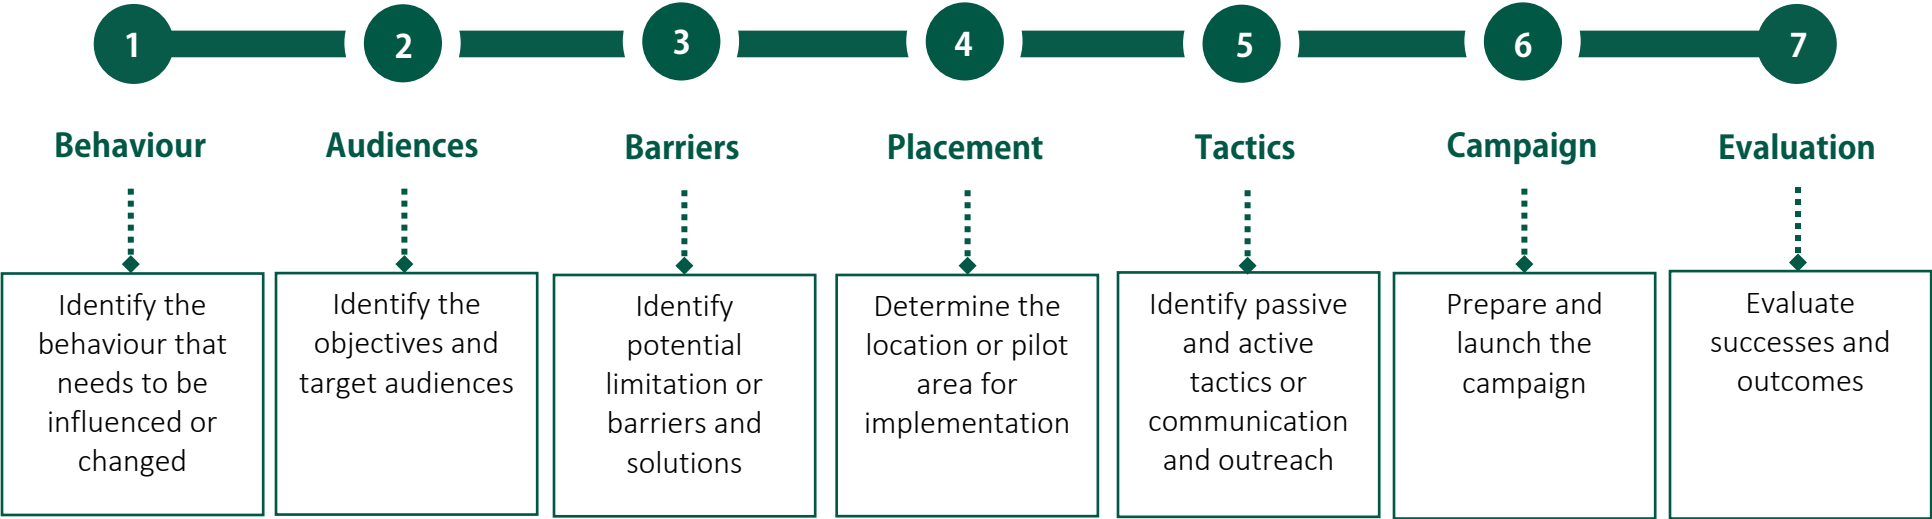 1
2
3
4
5
6
7
Behaviour
Audiences
Barriers
Placement
Tactics
Campaign
Evaluation
Identify the
behaviour that
needs to be
influenced or
changed
Identify the
objectives and
target audiences
Identify
potential
limitation or
barriers and
solutions
Determine the
location or pilot
area for
implementation
Identify passive
and active
tactics or
communication
and outreach
Prepare and
launch the
campaign
Evaluate
successes and
outcomes